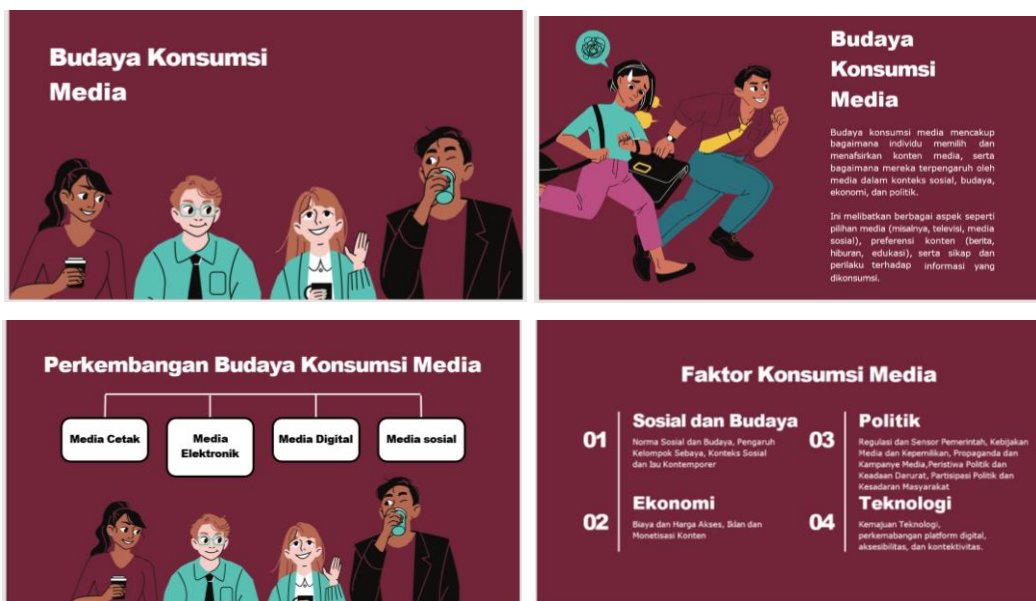 Budaya Konsumsi
Media
Budaya
Konsumsi
Media
Budaya konsumsi media mencakup
bagaimana individu memilih dan
menafsirkan konten media, serta
bagaimana mereka terpengaruh oleh
media dalam konteks sosial, budaya,
ekonomi, dan politik.
Ini melibatkan berbagai aspek seperti
pilihan media (misalnya, televisi, media
sosial), preferensi konten (berita,
hiburan, edukasi), serta sikap dan
perilaku terhadap informasi yang
dikonsumsi.
Perkembangan Budaya Konsumsi Media
Media Cetak
Media
Elektronik
Media Digital
Media sosial
Faktor Konsumsi Media
01
Sosial dan Budaya
Norma Sosial dan Budaya, Pengaruh
Kelompok Sebaya, Konteks Sosial
dan Isu Kontemporer
02
Ekonomi
Biaya dan Harga Akses, Iklan dan
Monetisasi Konten
03
Politik
Regulasi dan Sensor Pemerintah, Kebijakan
Media dan Kepemilikan, Propaganda dan
Kampanye Media,Peristiwa Politik dan
Keadaan Darurat, Partisipasi Politik dan
Kesadaran Masyarakat
04
Teknologi
Kemajuan Teknologi,
perkemabangan platform digital,
aksesibilitas, dan kontektivitas.